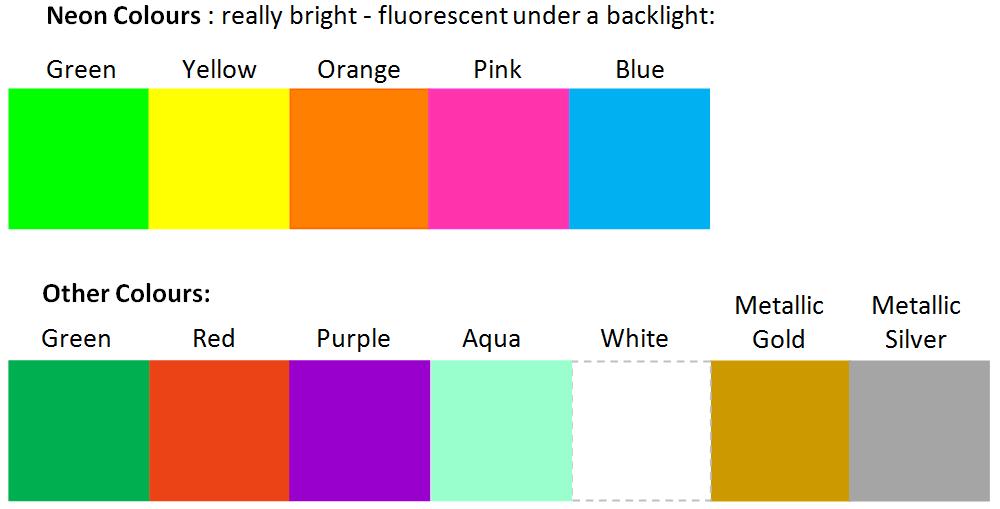 Neon Colours : really bright - fluorescent under a backlight:
Green Yellow Orange Pink Blue
Other Colours:
Green Red Purple Aqua White Metallic Gold Metallic Silver